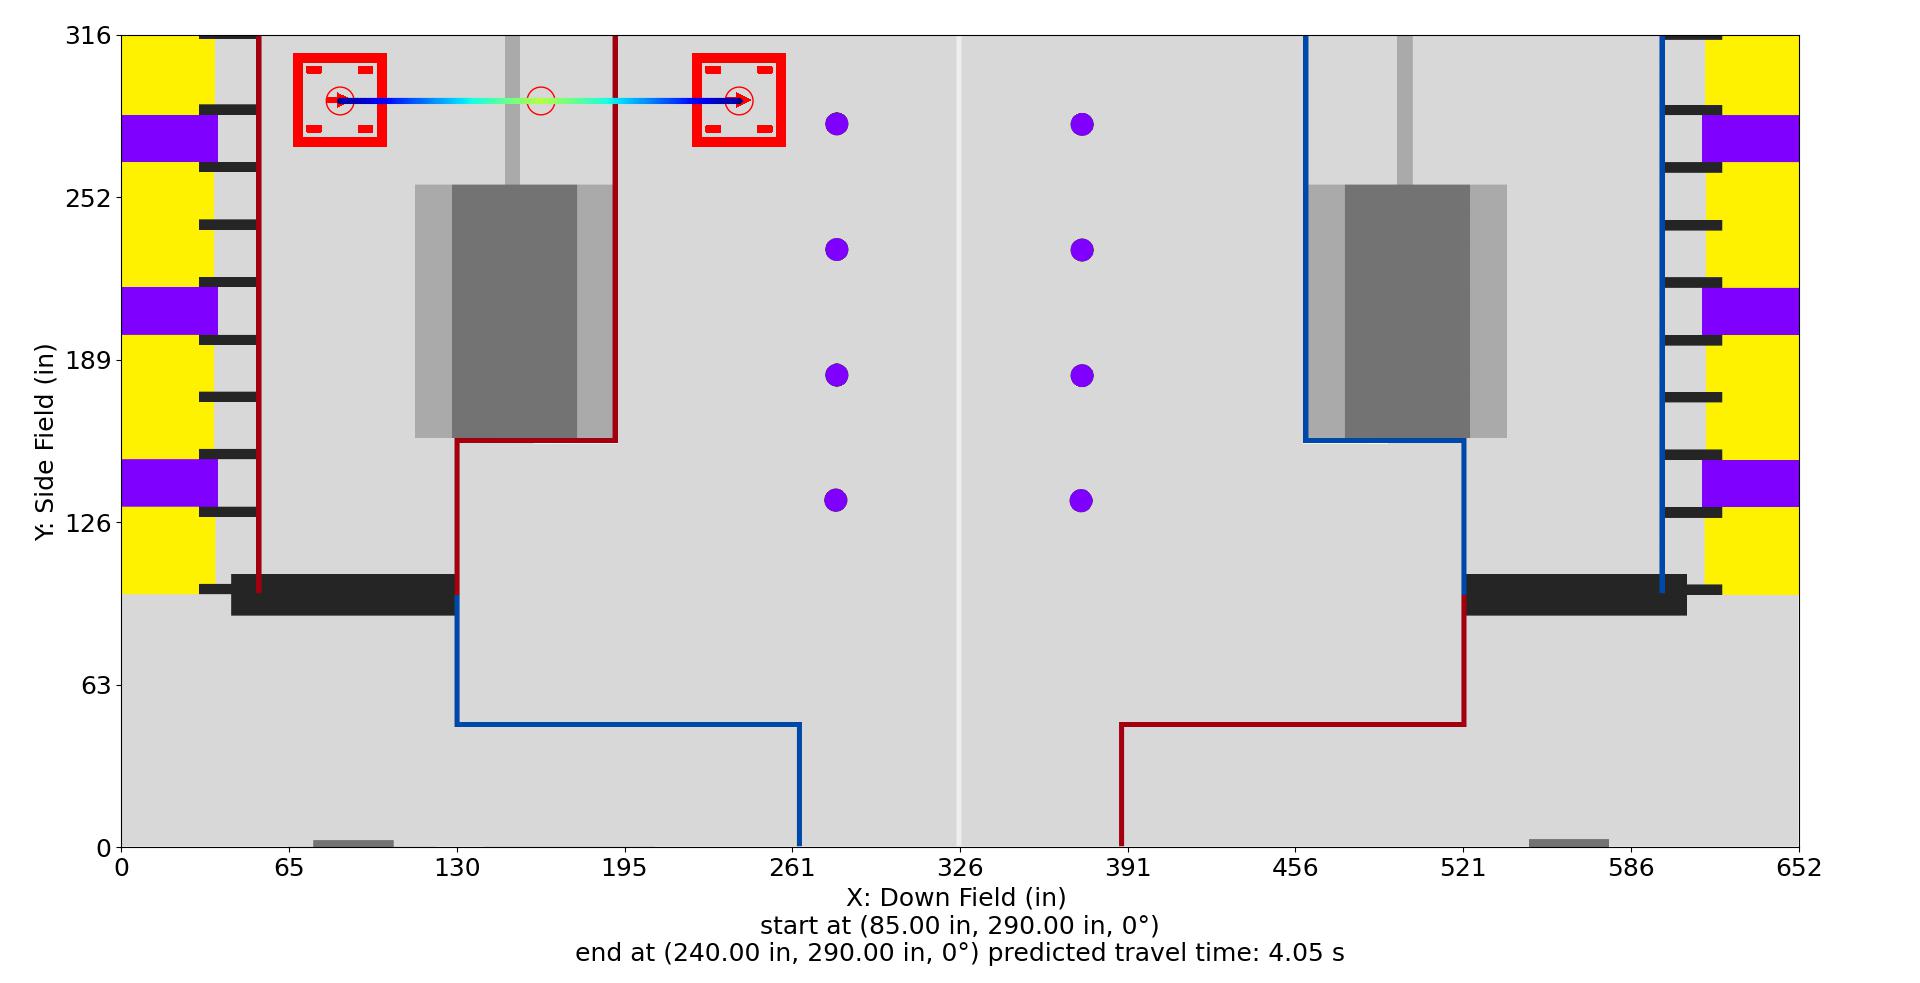 316
252
189
126
63
0
Y: Side Field (in)
0 65 130 195 261 326 391 456 521 586 652
X: Down Field (in)
start at (85.00 in, 290.00 in, 0°)
end at (240.00 in, 290.00 in, 0°) predicted travel time: 4.05 s